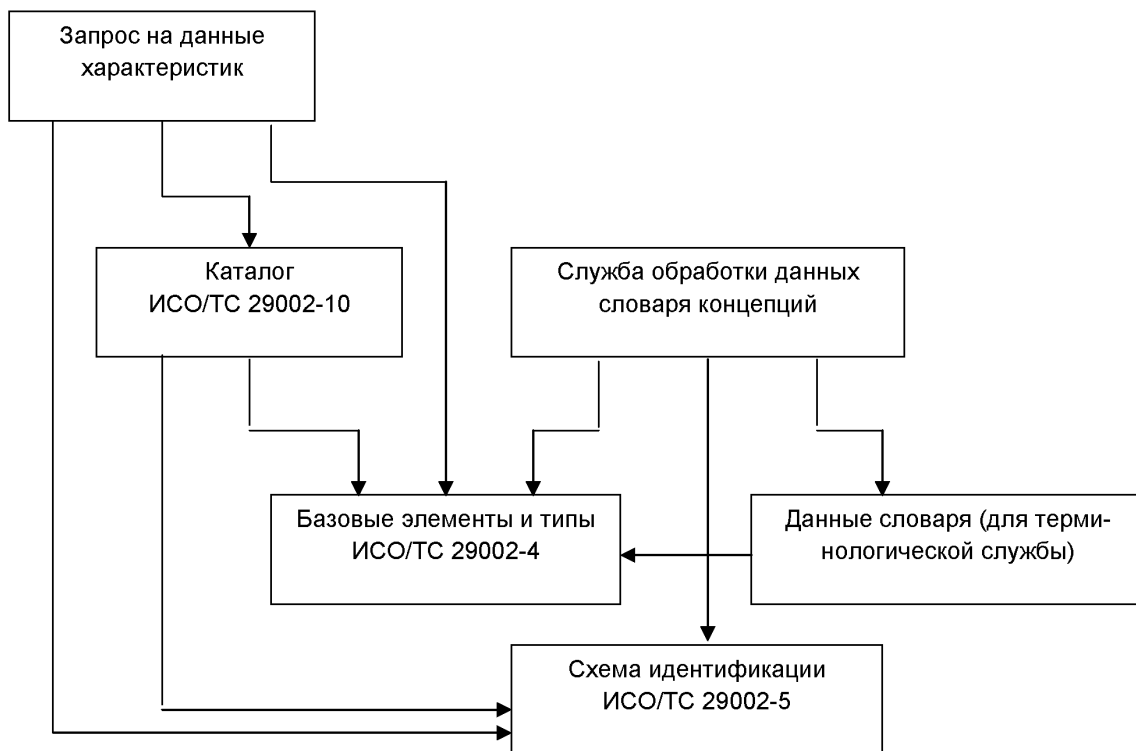 Запрос на данные
характеристик
Каталог
ИСО/ТС 29002-10
Служба обработки данных
словаря концепций
Базовые элементы и типы
ИСО/ТС 29002-4
Данные словаря (для терми-
нологической службы)
Схема идентификации
ИСО/ТС 29002-5